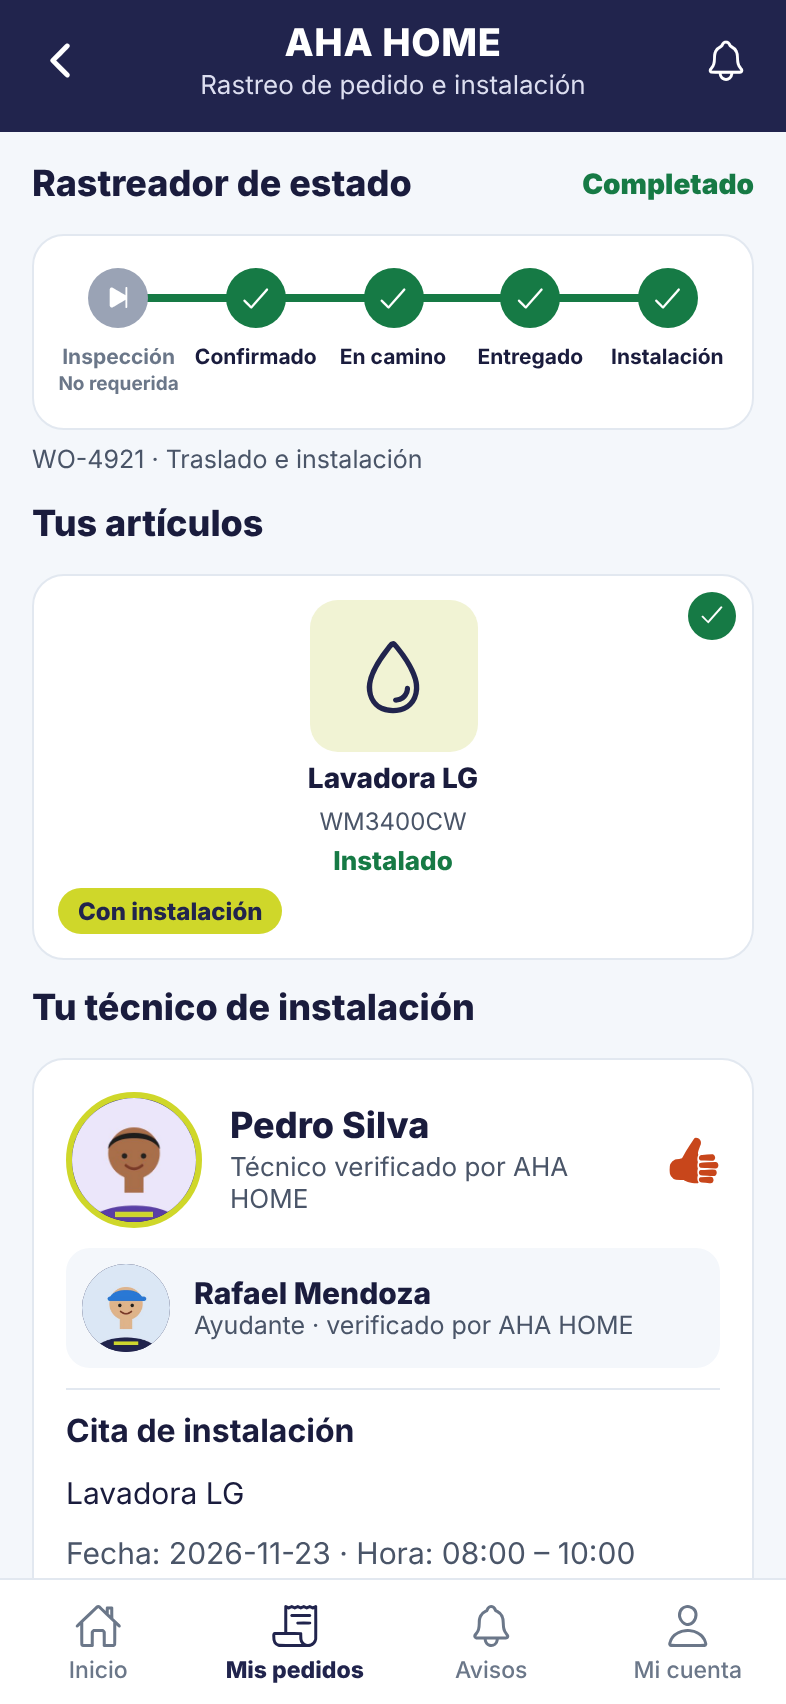 AHA HOME
Rastreo de pedido e instalación
Rastreador de estado
Completado
Inspección
No requerida
Confirmado
En camino
Entregado
Instalación
WO-4921 · Traslado e instalación
Tus artículos
Lavadora LG
WM3400CW
Instalado
Con instalación
Tu técnico de instalación
Pedro Silva
Técnico verificado por AHA
HOME
Rafael Mendoza
Ayudante · verificado por AHA HOME
Cita de instalación
Lavadora LG
Fecha: 2026-11-23 · Hora: 08:00 – 10:00
Inicio
Mis pedidos
Avisos
Mi cuenta